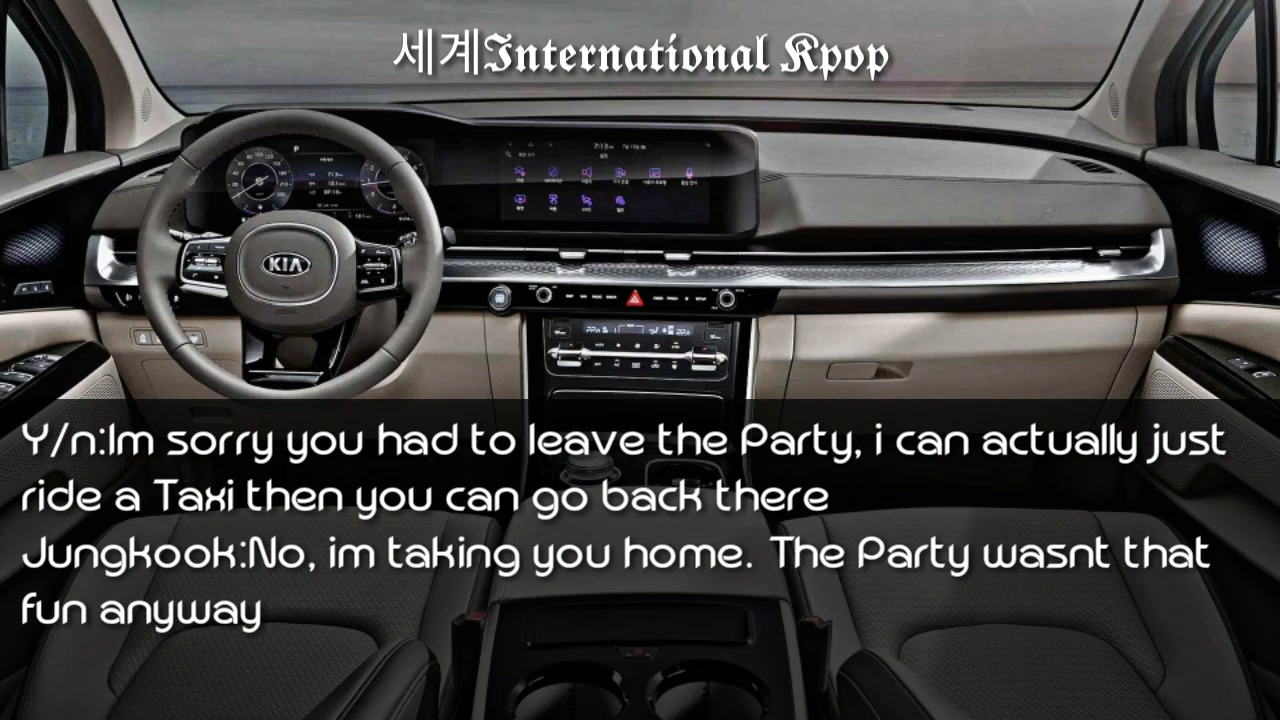 세계International Kpop
KIA
Y/n:Im sorry you had to leave the Party, i can actually just
ride a Taxi then you can go back there
Jungkook:No, im taking you home. The Party wasnt that
fun anyway